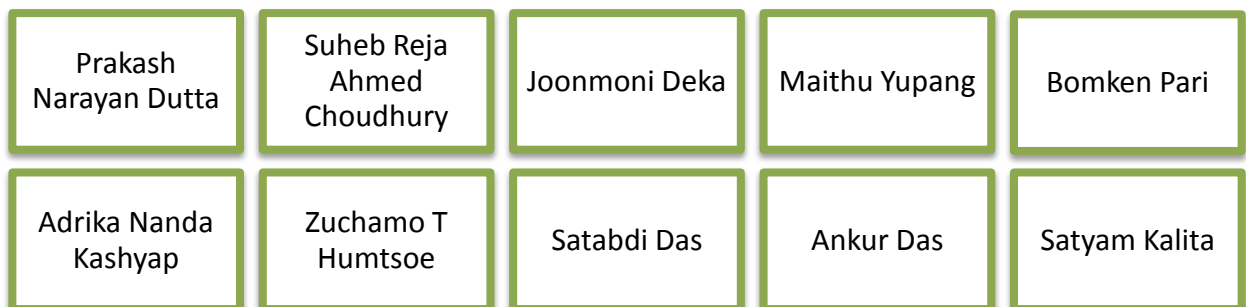 Prakash
Narayan Dutta
Suheb Reja
Ahmed
Choudhury
Joonmoni Deka
Maithu Yupang
Bomken Pari
Adrika Nanda
Kashyap
Zuchamo T
Humtsoe
Satabdi Das
Ankur Das
Satyam Kalita